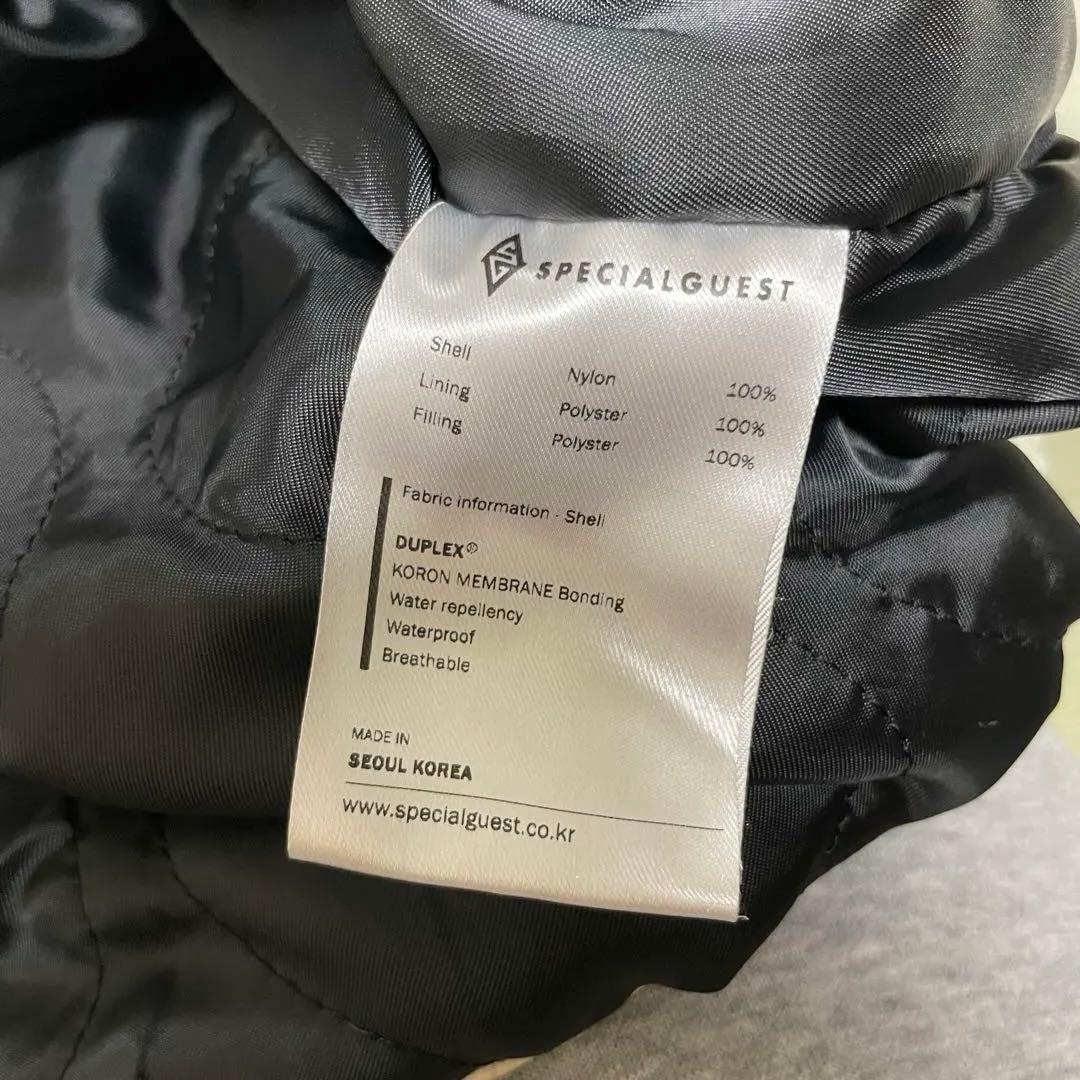 SPECIALGUEST
Shell Nylon 100%
Lining Polyster 100%
Filling Polyster 100%
Fabric information - Shell
DUPLEX®
KORON MEMBRANE Bonding
Water repellency
Waterproof
Breathable
MADE IN
SEOUL KOREA
www.specialguest.co.kr